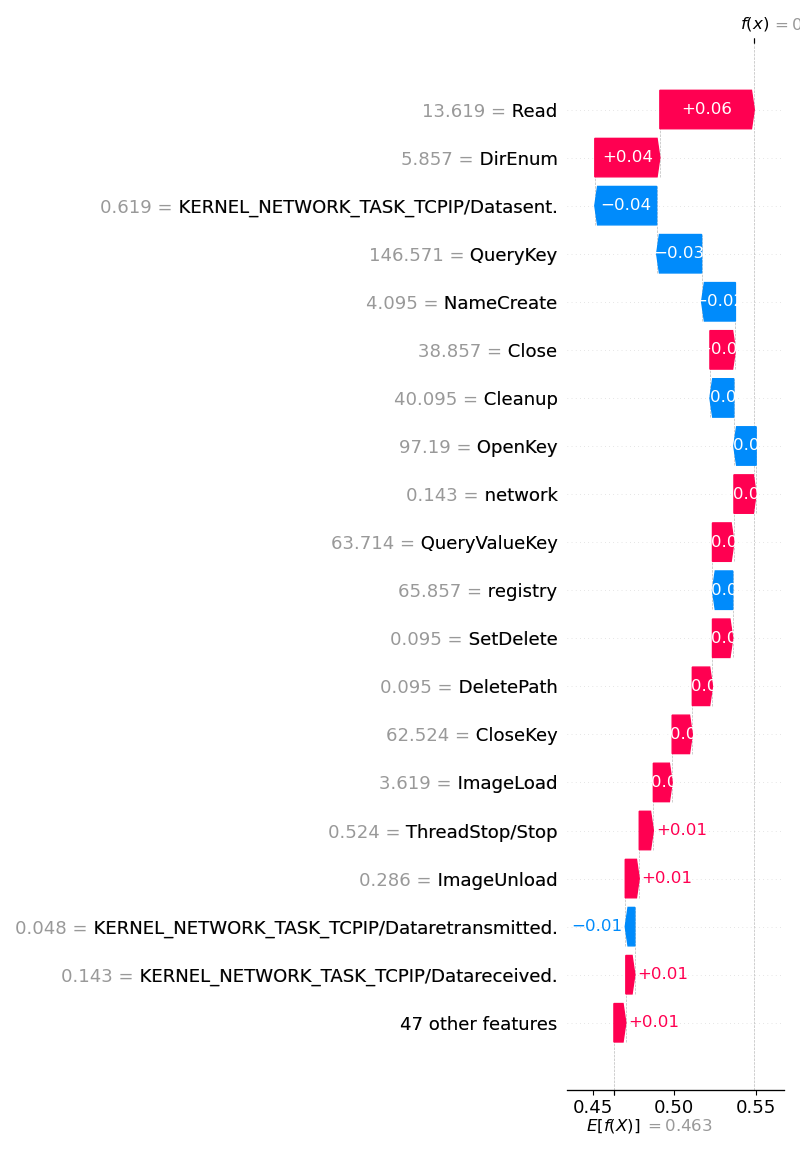 f(x) = 0
13.619 = Read +0.06
5.857 = DirEnum +0.04
0.619 = KERNEL_NETWORK_TASK_TCPIP/Datasent. −0.04
146.571 = QueryKey −0.03
4.095 = NameCreate
38.857 = Close
40.095 = Cleanup
97.19 = OpenKey
0.143 = network
63.714 = QueryValueKey
65.857 = registry
0.095 = SetDelete
0.095 = DeletePath
62.524 = CloseKey
3.619 = ImageLoad
0.524 = ThreadStop/Stop +0.01
0.286 = ImageUnload +0.01
0.048 = KERNEL_NETWORK_TASK_TCPIP/Dataretransmitted. −0.01
0.143 = KERNEL_NETWORK_TASK_TCPIP/Datareceived. +0.01
47 other features +0.01
0.45 0.50 0.55
E[f(X)] = 0.463